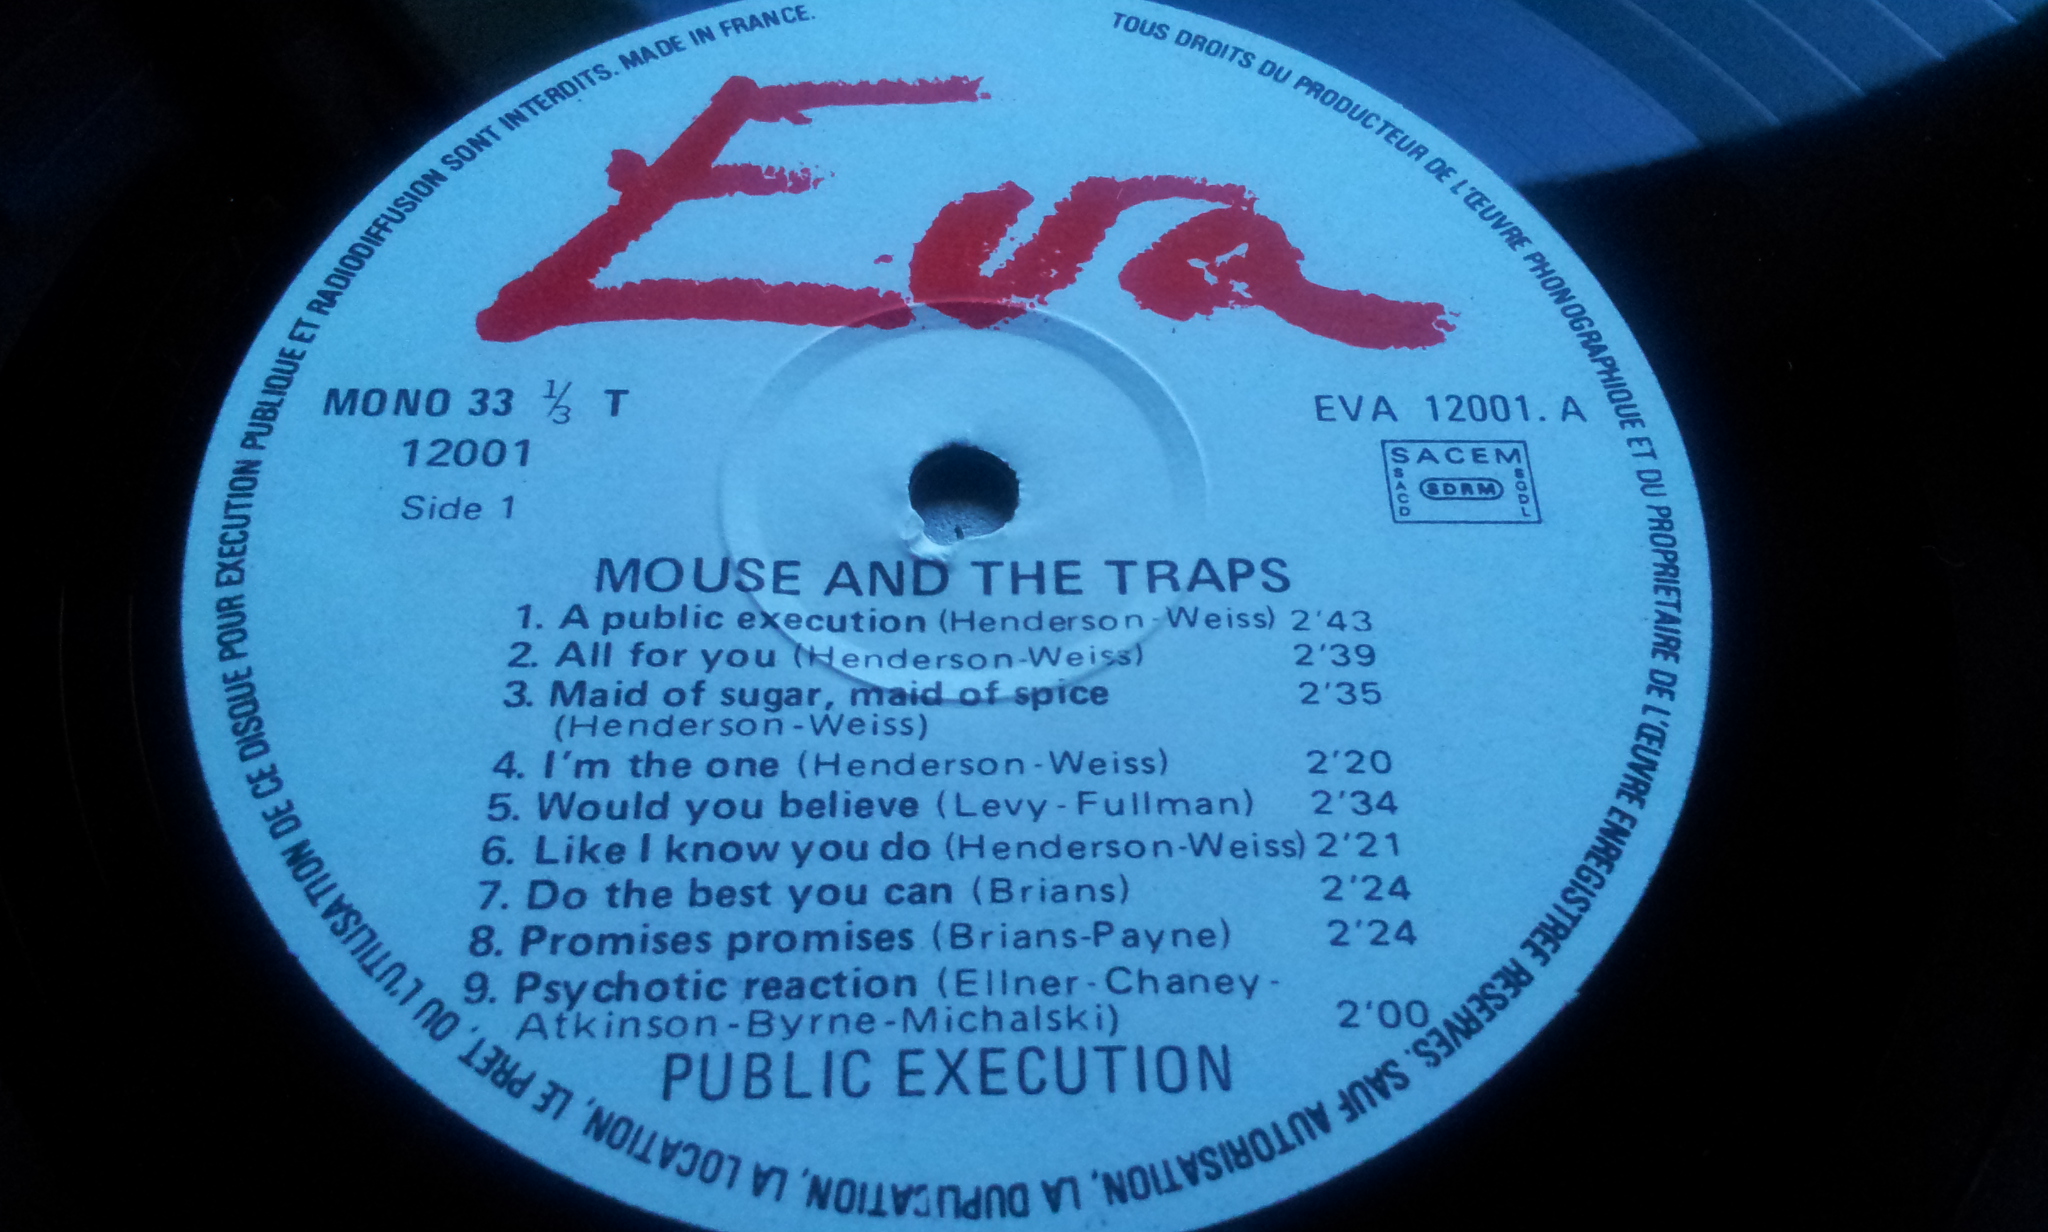 Eva
MONO 33 ⅓ T
12001
Side 1
EVA 12001. A
SACEM
SACD
SDRM
SGDL
MOUSE AND THE TRAPS
1. A public execution (Henderson-Weiss) 2'43
2. All for you (Henderson-Weiss) 2'39
3. Maid of sugar, maid of spice 2'35
(Henderson-Weiss)
4. I'm the one (Henderson-Weiss) 2'20
5. Would you believe (Levy-Fullman) 2'34
6. Like I know you do (Henderson-Weiss) 2'21
7. Do the best you can (Brians) 2'24
8. Promises promises (Brians-Payne) 2'24
9. Psychotic reaction (Ellner-Chaney-
Atkinson-Byrne-Michalski) 2'00
PUBLIC EXECUTION
TOUS DROITS DU PRODUCTEUR DE L'ŒUVRE PHONOGRAPHIQUE ET DU PROPRIETAIRE DE L'ŒUVRE ENREGISTREE RESERVES. SAUF AUTORISATION, LA DUPLICATION, LA LOCATION, LE PRET, OU L'UTILISATION DE CE DISQUE POUR EXECUTION PUBLIQUE ET RADIODIFFUSION SONT INTERDITS. MADE IN FRANCE.